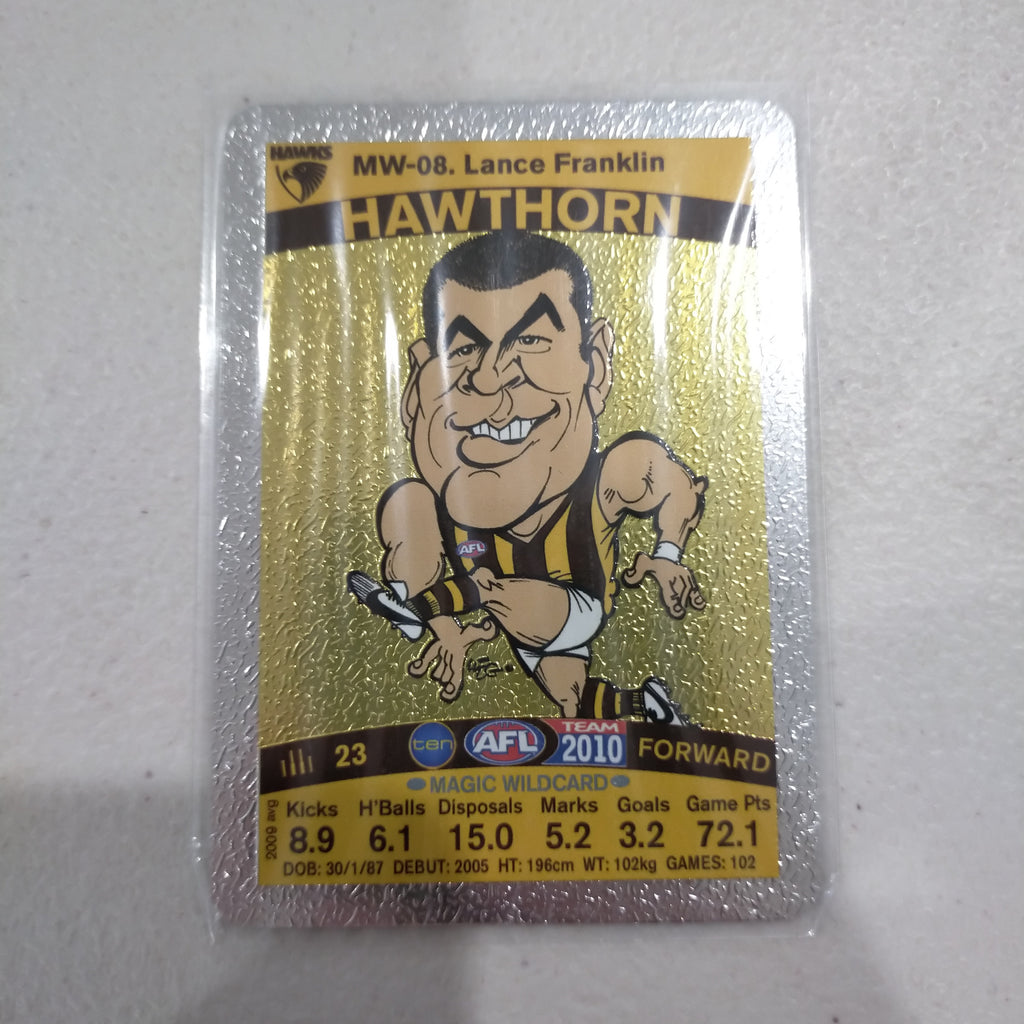 HAWKS
MW-08. Lance Franklin
HAWTHORN
AFL
23
ten
AFL
TEAM
2010
FORWARD
MAGIC WILDCARD
2009 avg
Kicks H'Balls Disposals Marks Goals Game Pts
8.9 6.1 15.0 5.2 3.2 72.1
DOB: 30/1/87 DEBUT: 2005 HT: 196cm WT: 102kg GAMES: 102